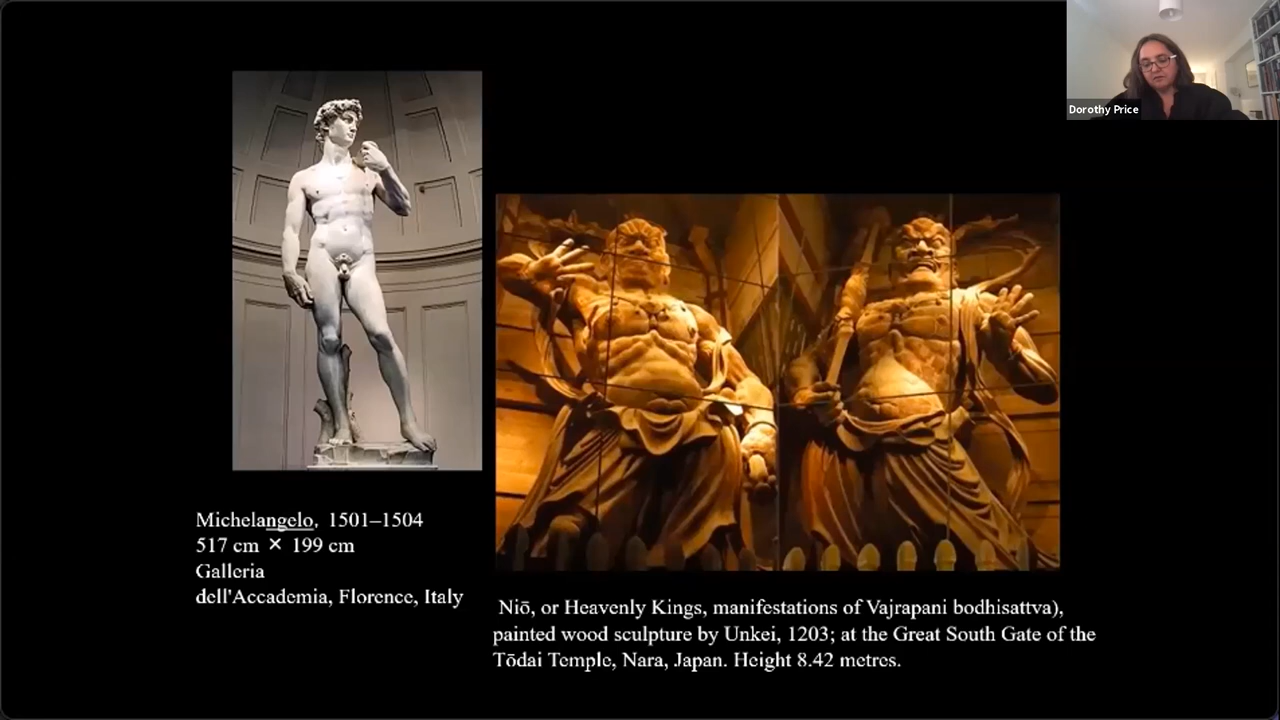 Dorothy Price
Michelangelo, 1501–1504
517 cm × 199 cm
Galleria
dell'Accademia, Florence, Italy
Niō, or Heavenly Kings, manifestations of Vajrapani bodhisattva),
painted wood sculpture by Unkei, 1203; at the Great South Gate of the
Tōdai Temple, Nara, Japan. Height 8.42 metres.